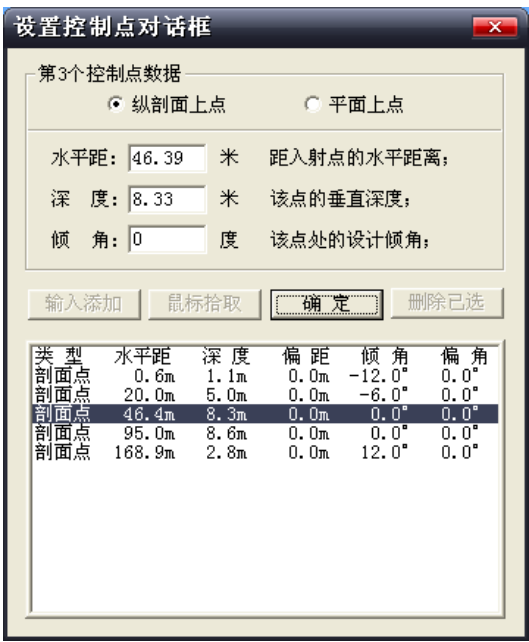 设置控制点对话框
第3个控制点数据
纵剖面上点 平面上点
水平距: 46.39 米 距入射点的水平距离;
深 度: 8.33 米 该点的垂直深度;
倾 角: 0 度 该点处的设计倾角;
输入添加 鼠标拾取 确 定 删除已选
类 型 水平距 深 度 偏 距 倾 角 偏 角
剖面点 0.6m 1.1m 0.0m -12.0° 0.0°
剖面点 20.0m 5.0m 0.0m -6.0° 0.0°
剖面点 46.4m 8.3m 0.0m 0.0° 0.0°
剖面点 95.0m 8.6m 0.0m 0.0° 0.0°
剖面点 168.9m 2.8m 0.0m 12.0° 0.0°